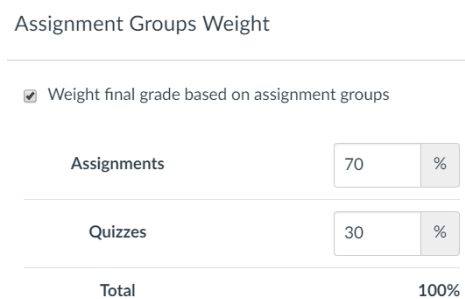 Assignment Groups Weight
Weight final grade based on assignment groups
Assignments 70 %
Quizzes 30 %
Total 100%